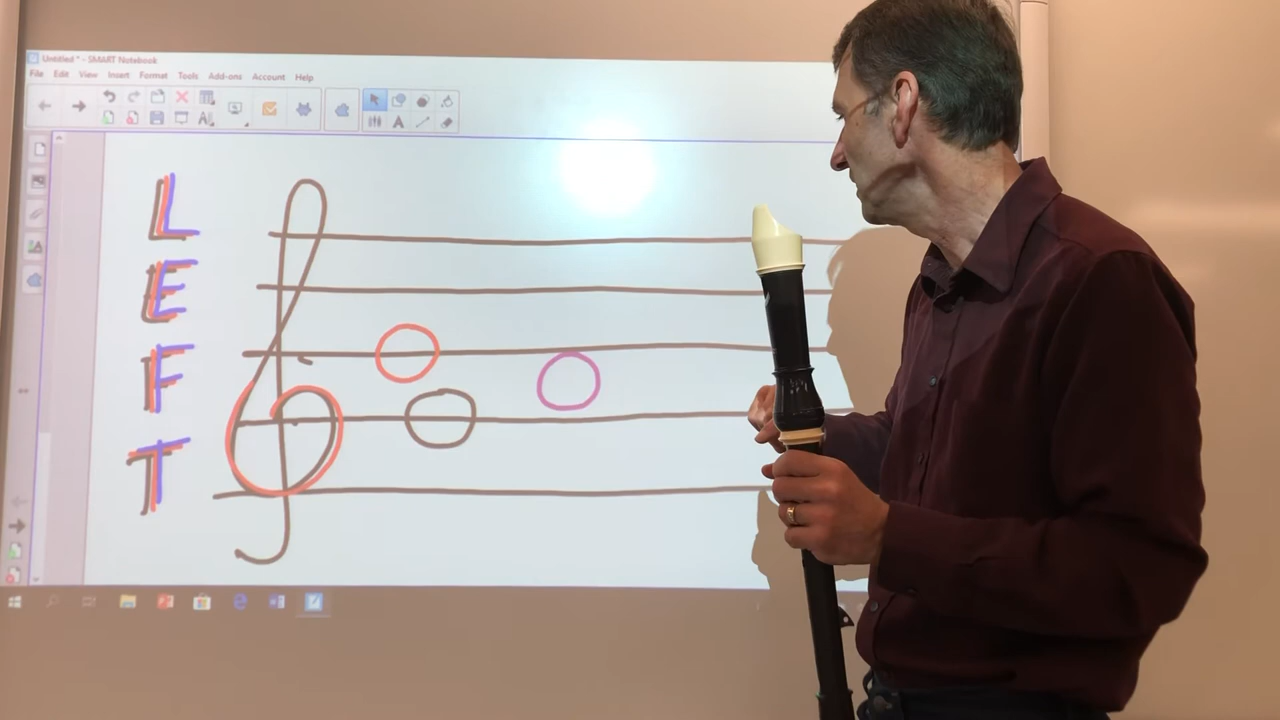 Untitled * - SMART Notebook
File Edit View Insert Format Tools Add-ons Account Help
L
E
F
T